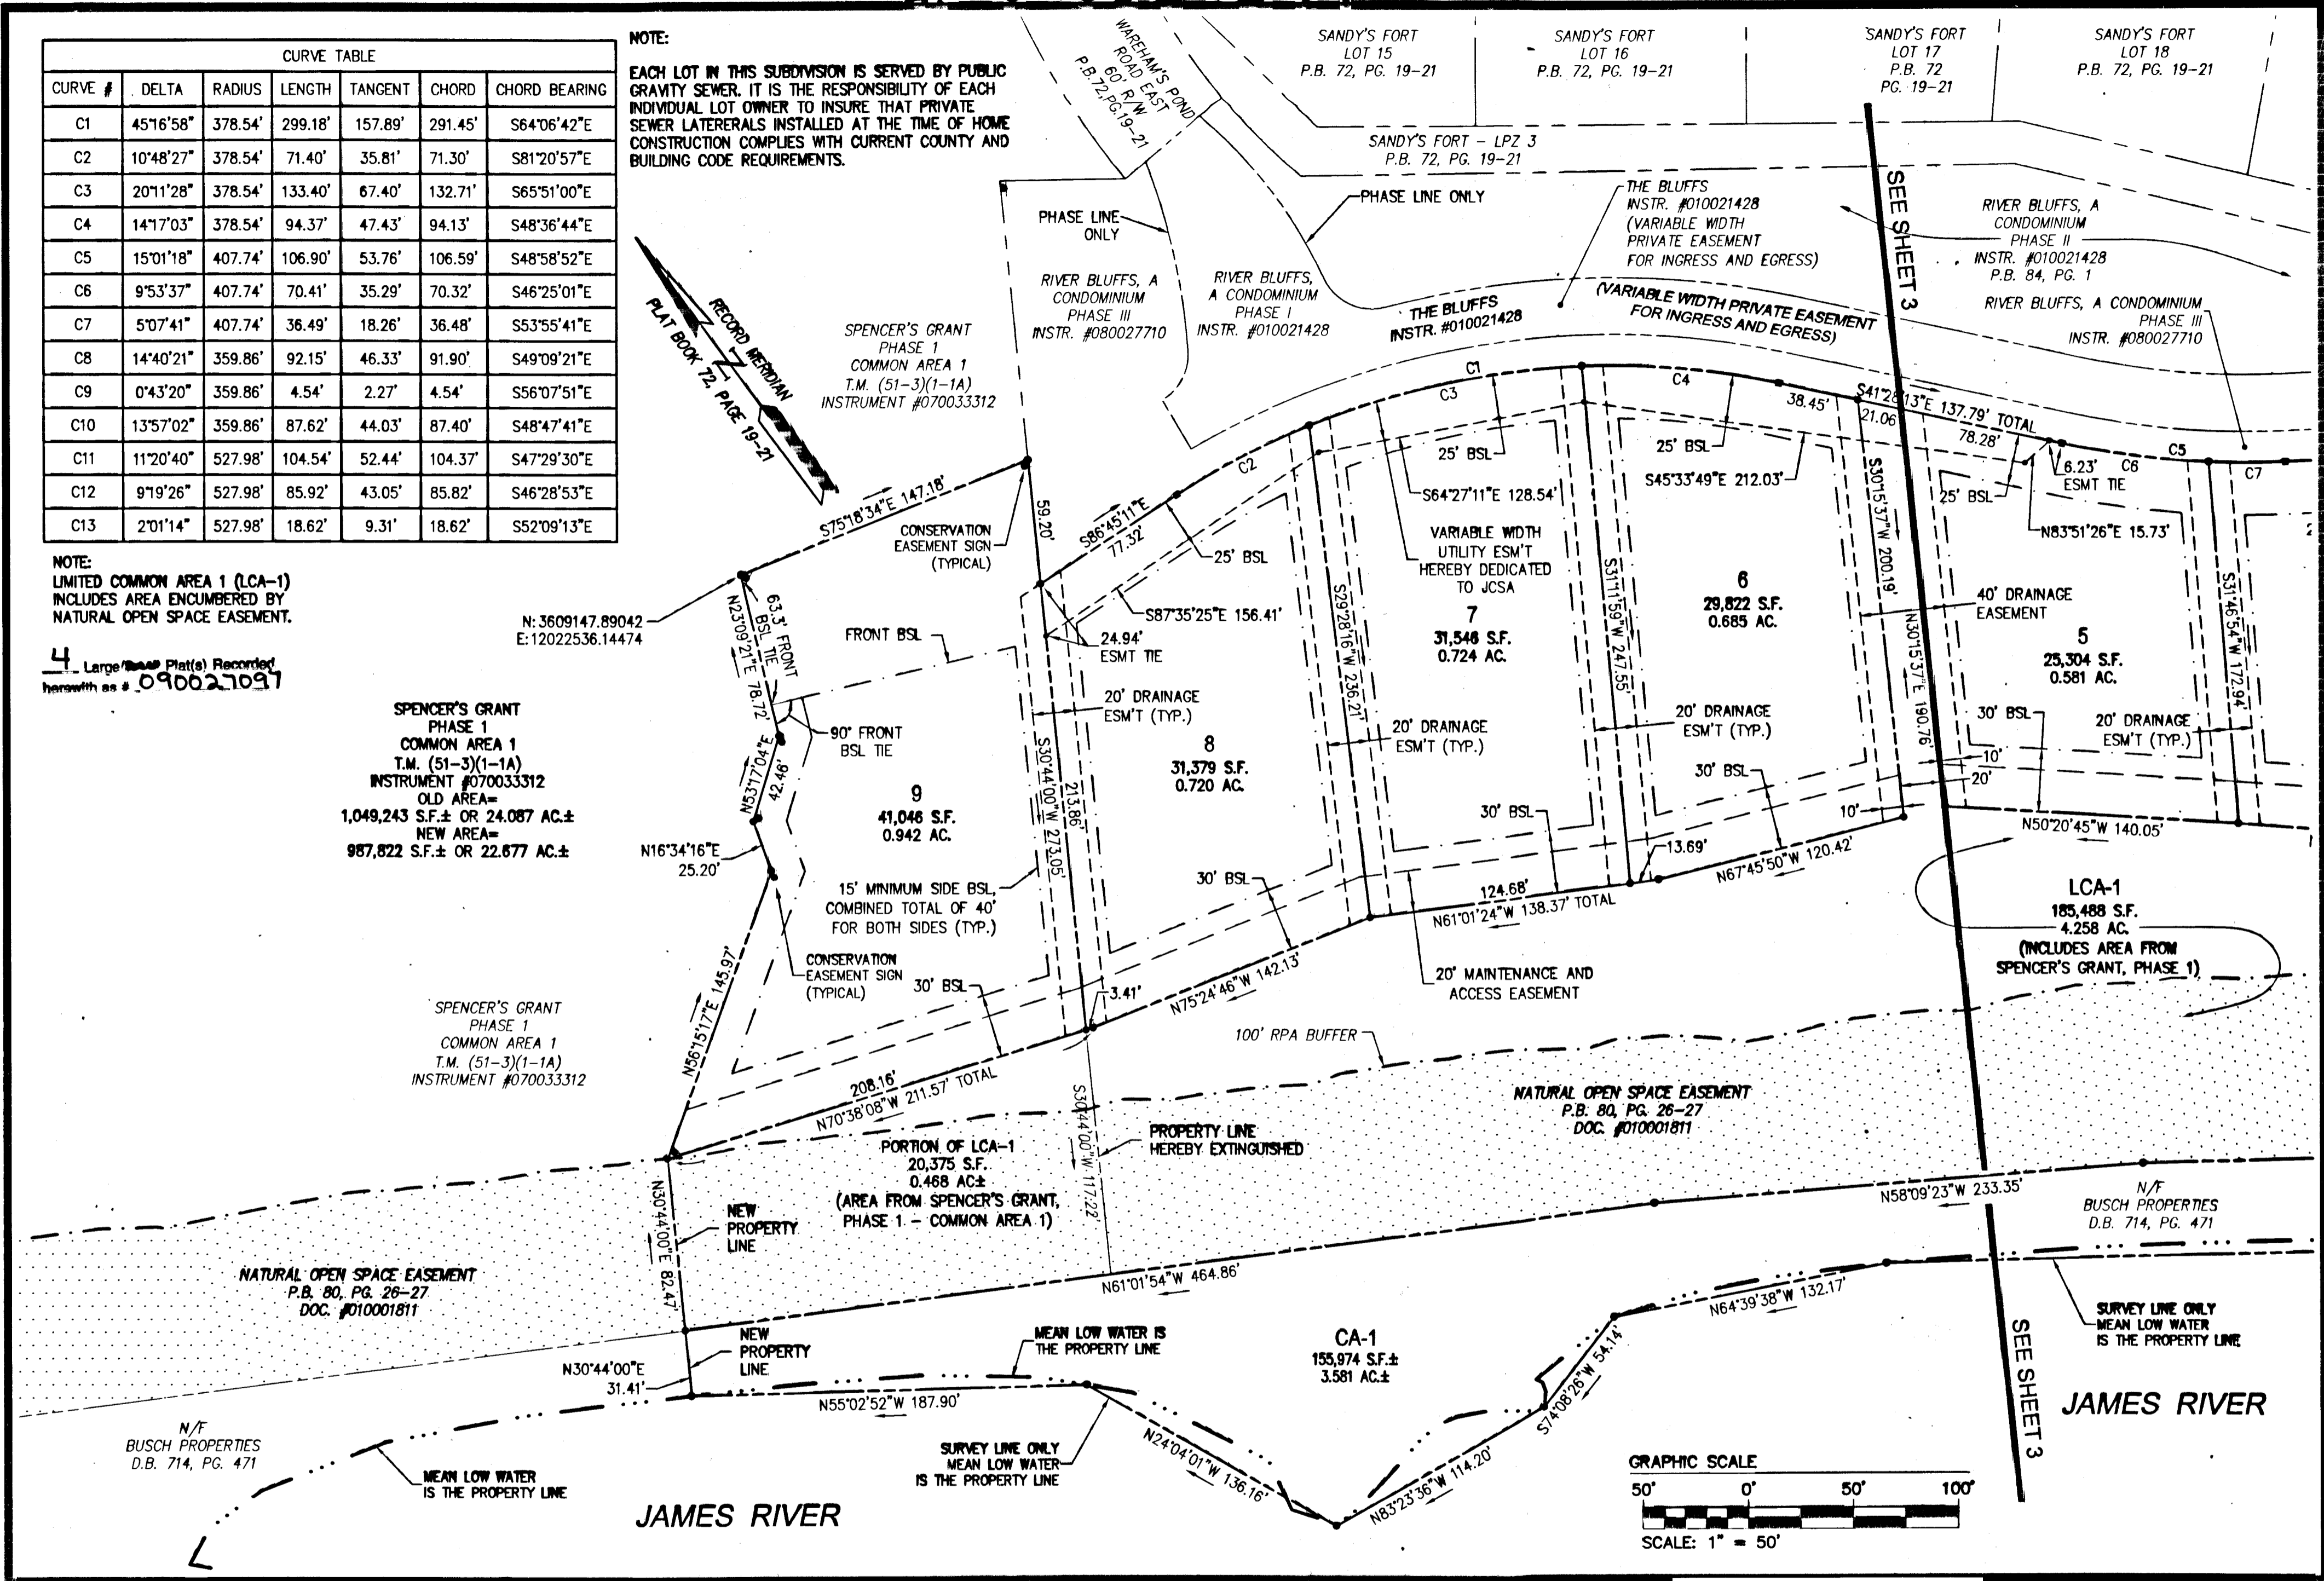 CURVE TABLE
CURVE # DELTA RADIUS LENGTH TANGENT CHORD CHORD BEARING
C1 45°16'58" 378.54' 299.18' 157.89' 291.45' S64°06'42"E
C2 10°48'27" 378.54' 71.40' 35.81' 71.30' S81°20'57"E
C3 20°11'28" 378.54' 133.40' 67.40' 132.71' S65°51'00"E
C4 14°17'03" 378.54' 94.37' 47.43' 94.13' S48°36'44"E
C5 15°01'18" 407.74' 106.90' 53.76' 106.59' S48°58'52"E
C6 9°53'37" 407.74' 70.41' 35.29' 70.32' S46°25'01"E
C7 5°07'41" 407.74' 36.49' 18.26' 36.48' S53°55'41"E
C8 14°40'21" 359.86' 92.15' 46.33' 91.90' S49°09'21"E
C9 0°43'20" 359.86' 4.54' 2.27' 4.54' S56°07'51"E
C10 13°57'02" 359.86' 87.62' 44.03' 87.40' S48°47'41"E
C11 11°20'40" 527.98' 104.54' 52.44' 104.37' S47°29'30"E
C12 9°19'26" 527.98' 85.92' 43.05' 85.82' S46°28'53"E
C13 2°01'14" 527.98' 18.62' 9.31' 18.62' S52°09'13"E
NOTE:
EACH LOT IN THIS SUBDIVISION IS SERVED BY PUBLIC
GRAVITY SEWER. IT IS THE RESPONSIBILITY OF EACH
INDIVIDUAL LOT OWNER TO INSURE THAT PRIVATE
SEWER LATERERALS INSTALLED AT THE TIME OF HOME
CONSTRUCTION COMPLIES WITH CURRENT COUNTY AND
BUILDING CODE REQUIREMENTS.
NOTE:
LIMITED COMMON AREA 1 (LCA-1)
INCLUDES AREA ENCUMBERED BY
NATURAL OPEN SPACE EASEMENT.
4 Large Plat(s) Recorded
herewith as # 090027097
RECORD MERIDIAN
PLAT BOOK 72, PAGE 19-21
WAREHAM'S POND
ROAD EAST
60' R/W
P.B.72,PG.19-21
SANDY'S FORT
LOT 15
P.B. 72, PG. 19-21
SANDY'S FORT
LOT 16
P.B. 72, PG. 19-21
SANDY'S FORT
LOT 17
P.B. 72
PG. 19-21
SANDY'S FORT
LOT 18
P.B. 72, PG. 19-21
SANDY'S FORT - LPZ 3
P.B. 72, PG. 19-21
PHASE LINE
ONLY
PHASE LINE ONLY
THE BLUFFS
INSTR. #010021428
(VARIABLE WIDTH
PRIVATE EASEMENT
FOR INGRESS AND EGRESS)
SEE SHEET 3
RIVER BLUFFS, A
CONDOMINIUM
PHASE II
INSTR. #010021428
P.B. 84, PG. 1
RIVER BLUFFS, A CONDOMINIUM
PHASE III
INSTR. #080027710
RIVER BLUFFS, A
CONDOMINIUM
PHASE III
INSTR. #080027710
RIVER BLUFFS,
A CONDOMINIUM
PHASE I
INSTR. #010021428
THE BLUFFS
INSTR. #010021428
(VARIABLE WIDTH PRIVATE EASEMENT
FOR INGRESS AND EGRESS)
SPENCER'S GRANT
PHASE 1
COMMON AREA 1
T.M. (51-3)(1-1A)
INSTRUMENT #070033312
C1
C2
C3
C4
C5
C6
C7
38.45'
S41°28'13"E 137.79' TOTAL
21.06'
78.28'
6.23'
ESMT TIE
25' BSL
N83°51'26"E 15.73'
25' BSL
25' BSL
S64°27'11"E 128.54'
S45°33'49"E 212.03'
S75°18'34"E 147.18'
59.20'
S86°45'11"E
77.32'
25' BSL
CONSERVATION
EASEMENT SIGN
(TYPICAL)
N: 3609147.89042
E:12022536.14474
63.3' FRONT
BSL TIE
N23°09'21"E 78.72'
FRONT BSL
S87°35'25"E 156.41'
24.94'
ESMT TIE
VARIABLE WIDTH
UTILITY ESM'T
HEREBY DEDICATED
TO JCSA
90° FRONT
BSL TIE
N53°17'04"E
42.46'
N16°34'16"E
25.20'
9
41,046 S.F.
0.942 AC.
20' DRAINAGE
ESM'T (TYP.)
S30°44'00"W 273.05'
213.86'
8
31,379 S.F.
0.720 AC.
S29°28'16"W 236.21'
20' DRAINAGE
ESM'T (TYP.)
7
31,546 S.F.
0.724 AC.
S31°11'59"W 247.55'
6
29,822 S.F.
0.685 AC.
20' DRAINAGE
ESM'T (TYP.)
S30°15'37"W 200.19'
N30°15'37"E 190.76'
40' DRAINAGE
EASEMENT
5
25,304 S.F.
0.581 AC.
S31°46'54"W 172.94'
30' BSL
20' DRAINAGE
ESM'T (TYP.)
10'
20'
10'
N50°20'45"W 140.05'
30' BSL
30' BSL
13.69'
N67°45'50"W 120.42'
124.68'
N61°01'24"W 138.37' TOTAL
30' BSL
N75°24'46"W 142.13'
20' MAINTENANCE AND
ACCESS EASEMENT
SPENCER'S GRANT
PHASE 1
COMMON AREA 1
T.M. (51-3)(1-1A)
INSTRUMENT #070033312
OLD AREA=
1,049,243 S.F.± OR 24.087 AC.±
NEW AREA=
987,822 S.F.± OR 22.677 AC.±
15' MINIMUM SIDE BSL,
COMBINED TOTAL OF 40'
FOR BOTH SIDES (TYP.)
CONSERVATION
EASEMENT SIGN
(TYPICAL)
30' BSL
3.41'
N56°15'17"E 145.97'
SPENCER'S GRANT
PHASE 1
COMMON AREA 1
T.M. (51-3)(1-1A)
INSTRUMENT #070033312
208.16'
N70°38'08"W 211.57' TOTAL
S30°44'00"W 117.22'
100' RPA BUFFER
LCA-1
185,488 S.F.
4.258 AC.
(INCLUDES AREA FROM
SPENCER'S GRANT, PHASE 1)
NATURAL OPEN SPACE EASEMENT
P.B. 80, PG. 26-27
DOC. #010001811
PROPERTY LINE
HEREBY EXTINGUISHED
PORTION OF LCA-1
20,375 S.F.
0.468 AC±
(AREA FROM SPENCER'S GRANT,
PHASE 1 - COMMON AREA 1)
NEW
PROPERTY
LINE
N30°44'00"E 82.47'
NATURAL OPEN SPACE EASEMENT
P.B. 80, PG. 26-27
DOC. #010001811
N61°01'54"W 464.86'
N58°09'23"W 233.35'
N/F
BUSCH PROPERTIES
D.B. 714, PG. 471
NEW
PROPERTY
LINE
N30°44'00"E
31.41'
MEAN LOW WATER IS
THE PROPERTY LINE
N55°02'52"W 187.90'
CA-1
155,974 S.F.±
3.581 AC.±
N64°39'38"W 132.17'
S74°08'26"W 54.14'
N83°23'36"W 114.20'
N24°04'01"W 136.16'
SURVEY LINE ONLY
MEAN LOW WATER
IS THE PROPERTY LINE
SURVEY LINE ONLY
MEAN LOW WATER
IS THE PROPERTY LINE
N/F
BUSCH PROPERTIES
D.B. 714, PG. 471
MEAN LOW WATER
IS THE PROPERTY LINE
JAMES RIVER
SEE SHEET 3
JAMES RIVER
GRAPHIC SCALE
50' 0' 50' 100'
SCALE: 1" = 50'